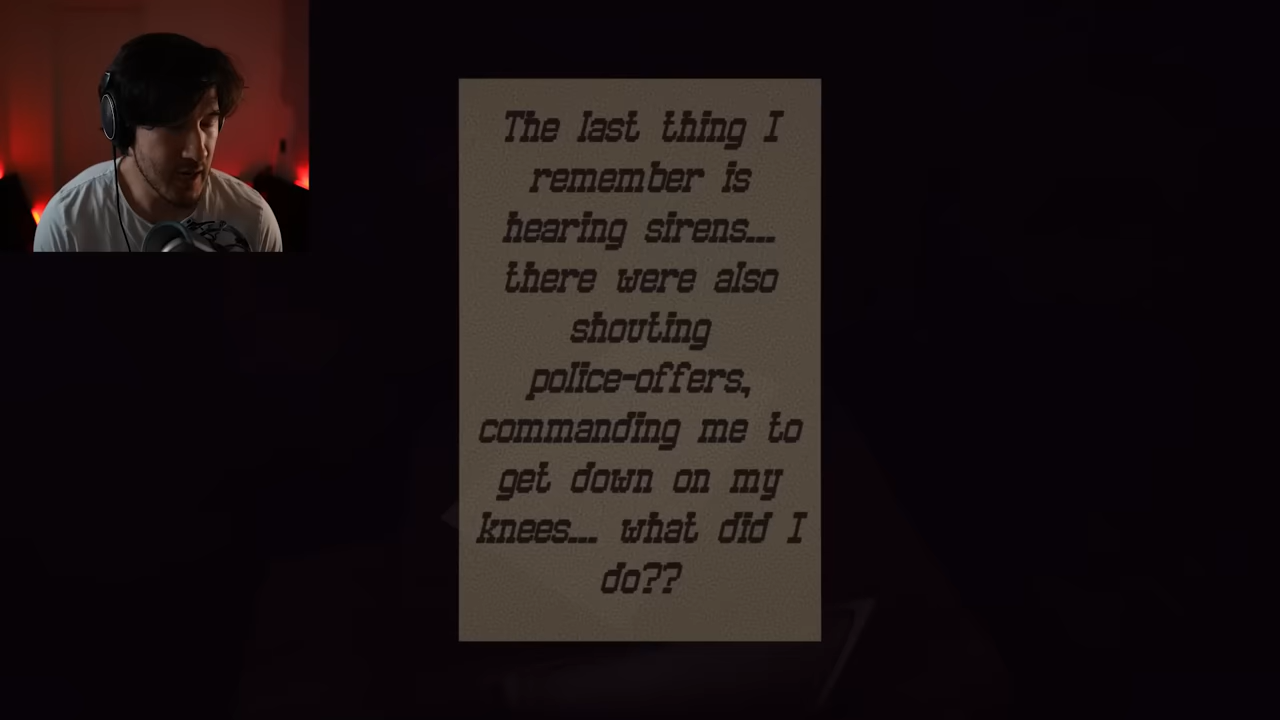 The last thing I
remember is
hearing sirens...
there were also
shouting
police-offers,
commanding me to
get down on my
knees... what did I
do??